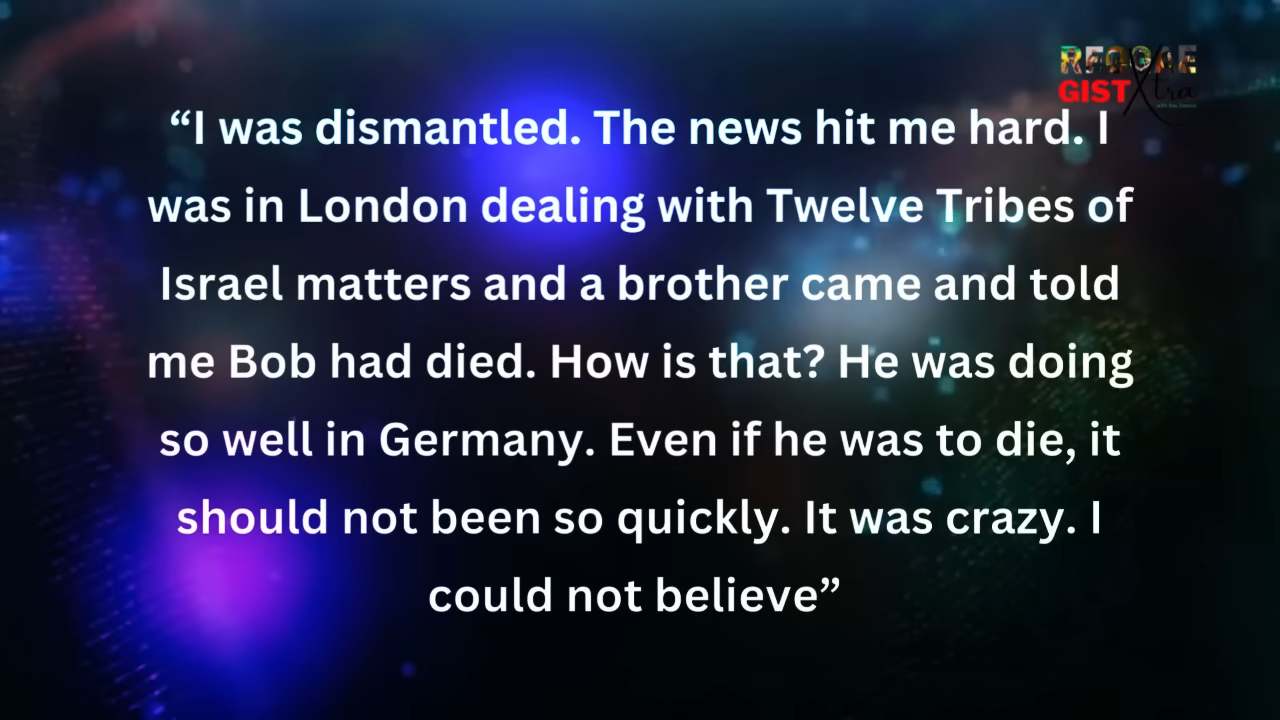 REGGAE
GIST Xtra
“I was dismantled. The news hit me hard. I
was in London dealing with Twelve Tribes of
Israel matters and a brother came and told
me Bob had died. How is that? He was doing
so well in Germany. Even if he was to die, it
should not been so quickly. It was crazy. I
could not believe”